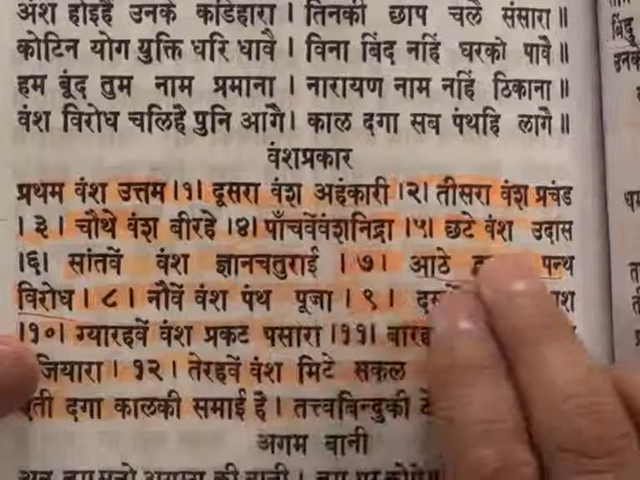 अंश होइहैं उनके कडिहारा। तिनकी छाप चलै संसारा॥
कोटिन योग युक्ति धरि धावै। विना बिंद नहिं घरको पावै॥
हम बूंद तुम नाम प्रमाना। नारायण नाम नहिं ठिकाना॥
वंश विरोध चलिहै पुनि आगै। काल दगा सब पंथहि लागै॥
वंशप्रकार
प्रथम वंश उत्तम।१। दूसरा वंश अहंकारी।२। तीसरा वंश प्रचंड
।३। चौथे वंश बीरहे।४। पाँचवेंवंशनिद्रा।५। छटे वंश उदास
।६। सांतवें वंश ज्ञानचतुराई।७। आठे पन्थ
विरोध।८। नौवें वंश पंथ पूजा।९।
।१०। ग्यारहवें वंश प्रकट पसारा।११।
जियारा।१२। तेरहवें वंश मिटे सकल
दगा कालकी समाई है। तत्त्वबिन्दुकी
अगम बानी